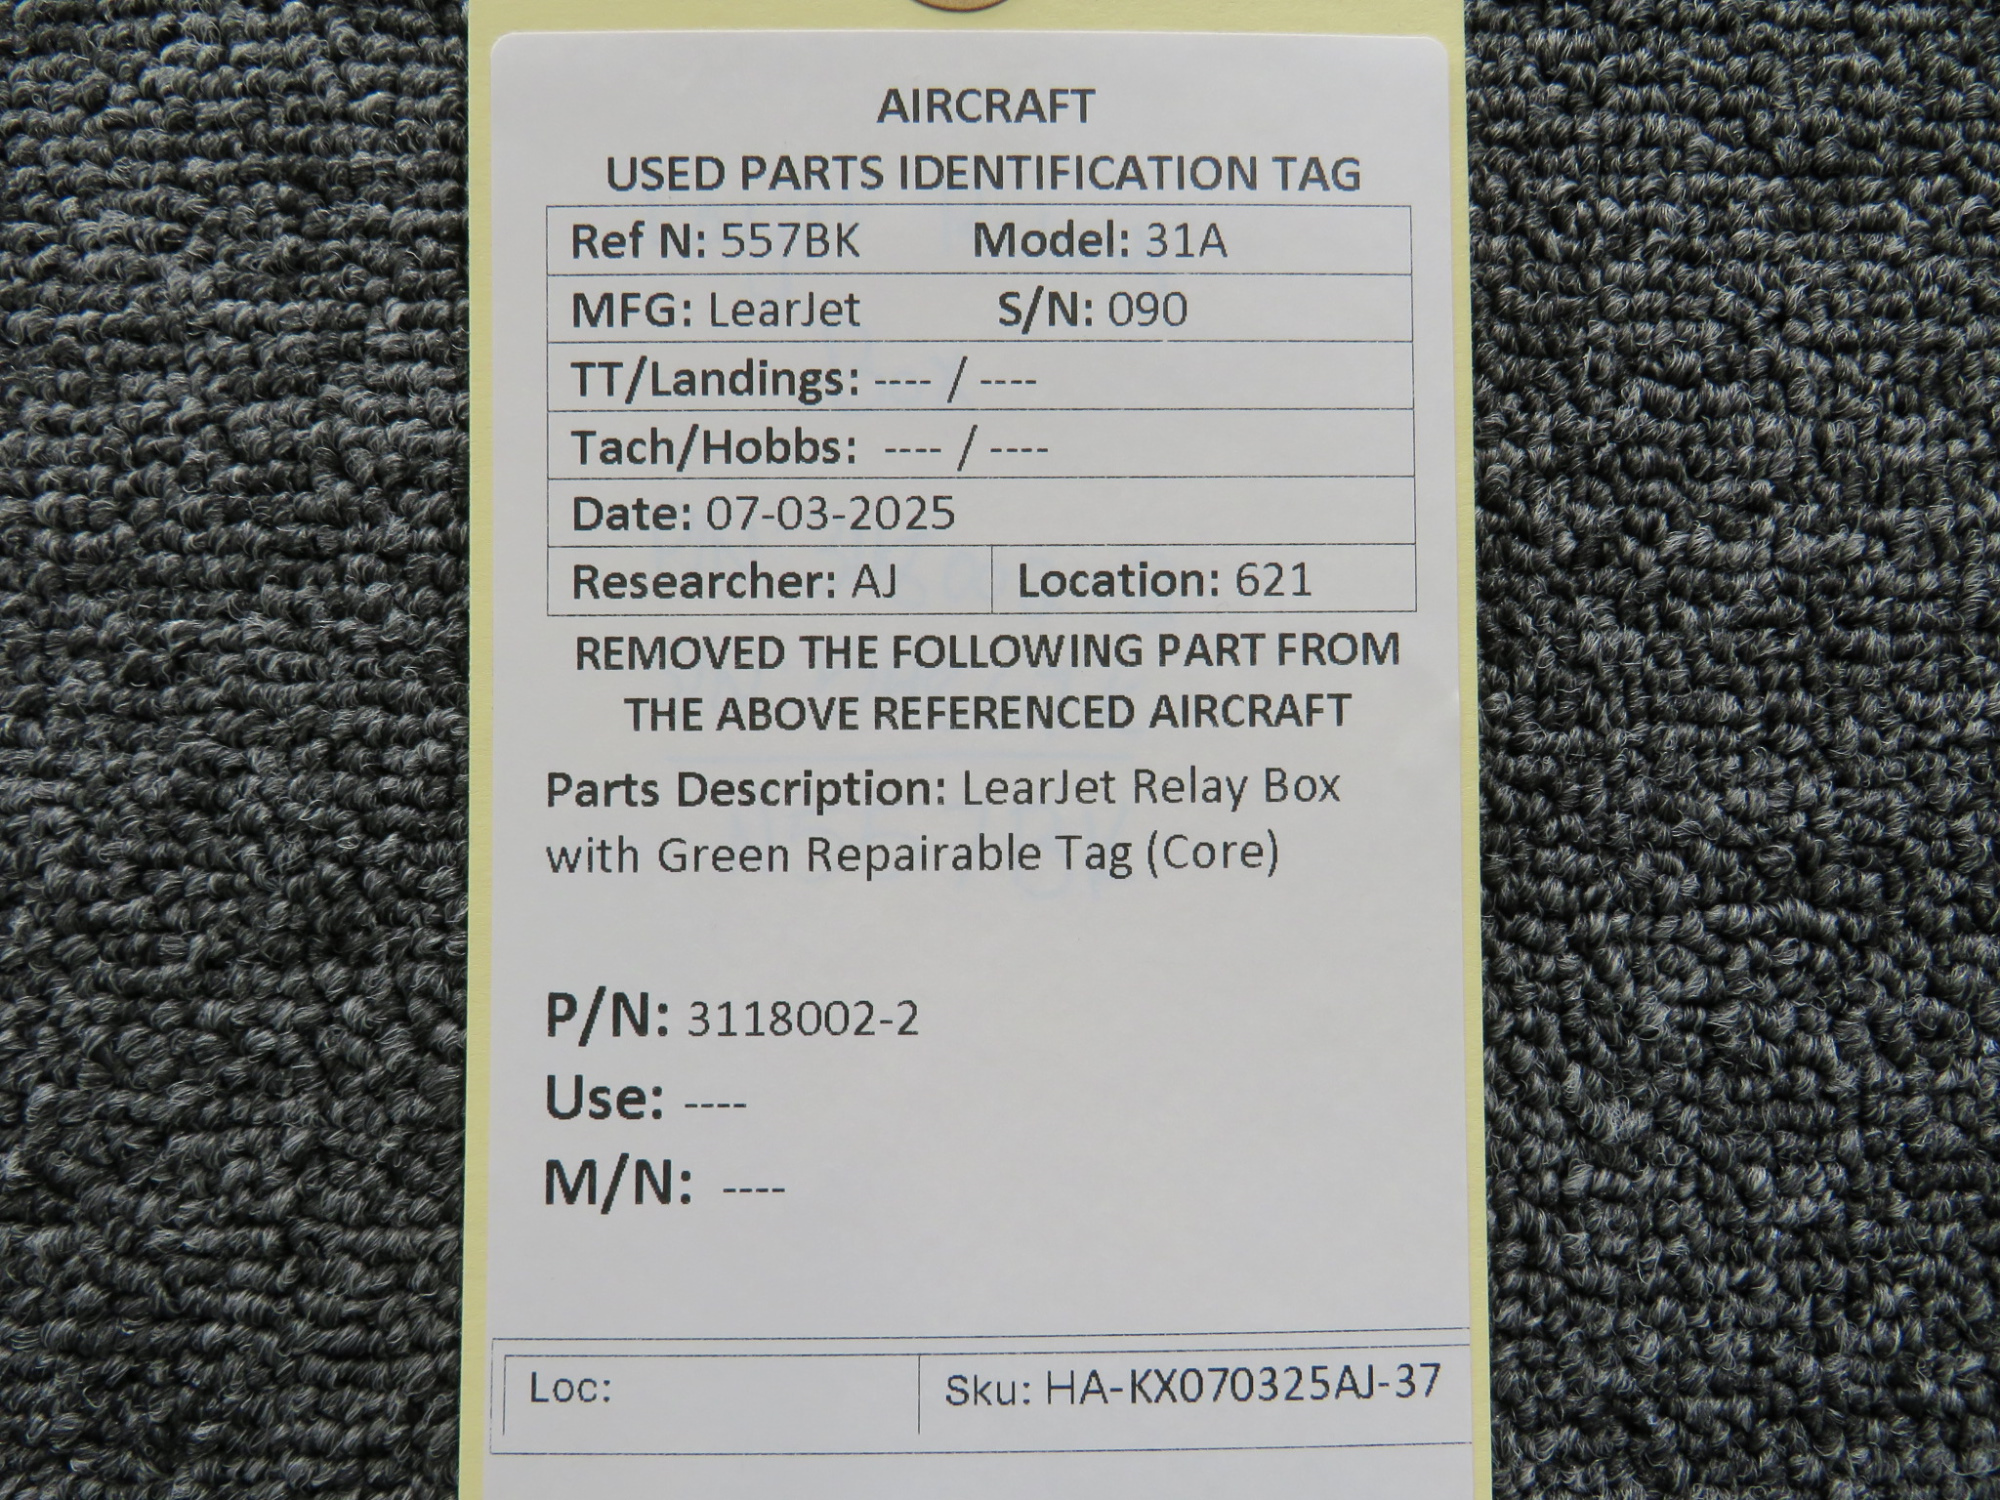 AIRCRAFT
USED PARTS IDENTIFICATION TAG
Ref N: 557BK Model: 31A
MFG: LearJet S/N: 090
TT/Landings: ---- / ----
Tach/Hobbs: ---- / ----
Date: 07-03-2025
Researcher: AJ Location: 621
REMOVED THE FOLLOWING PART FROM
THE ABOVE REFERENCED AIRCRAFT
Parts Description: LearJet Relay Box
with Green Repairable Tag (Core)
P/N: 3118002-2
Use: ----
M/N: ----
Loc: Sku: HA-KX070325AJ-37